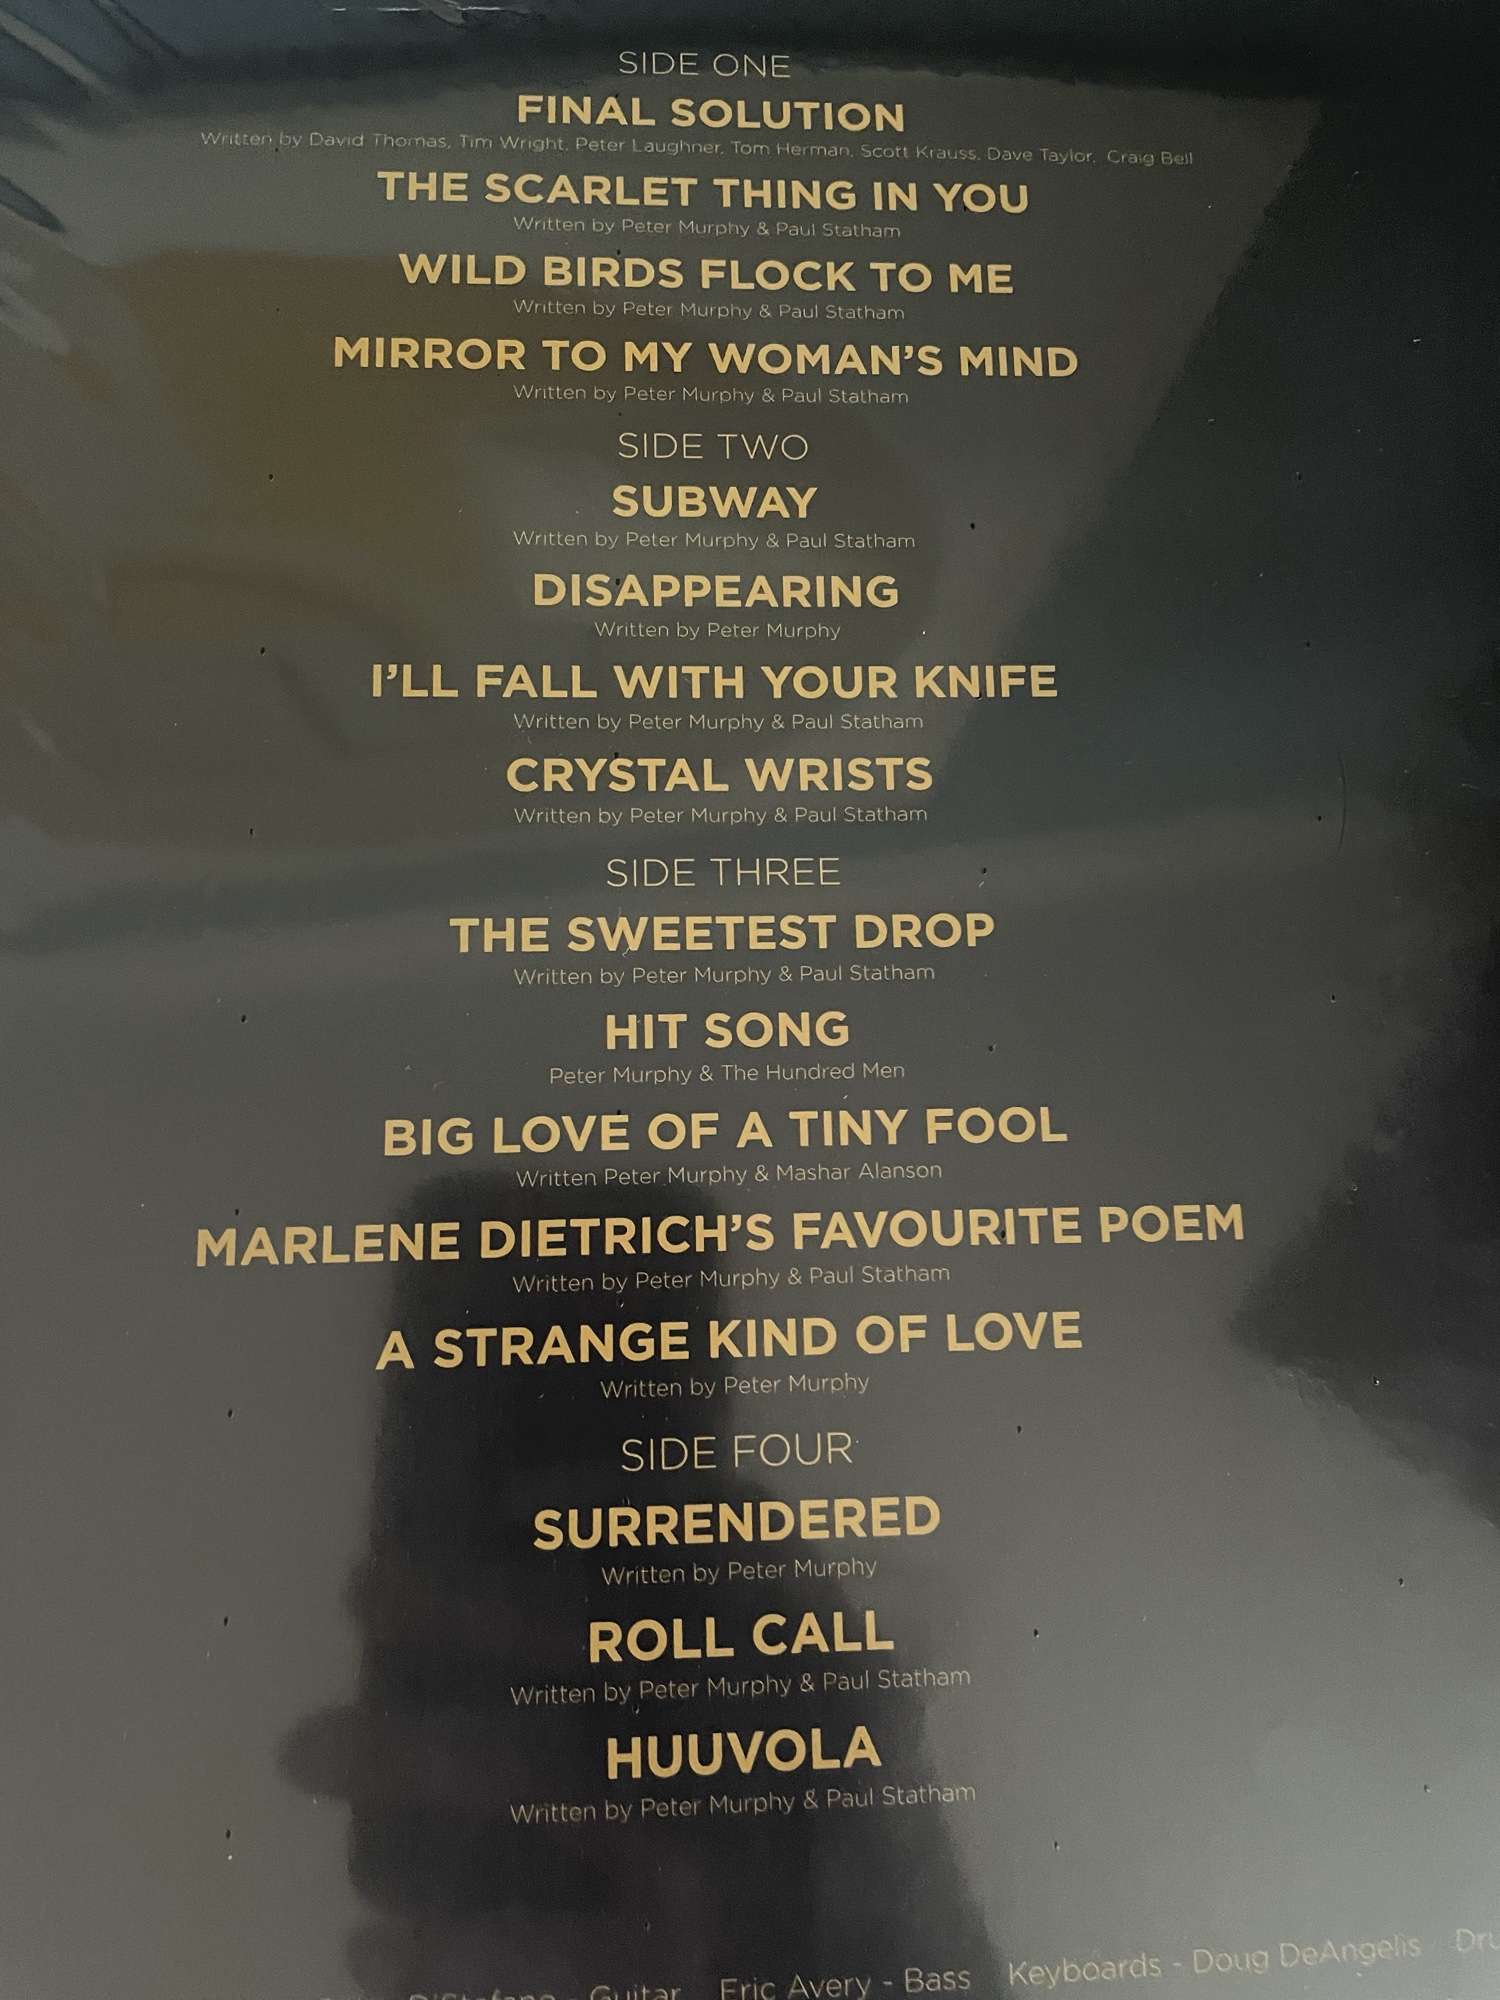 SIDE ONE
FINAL SOLUTION
Written by David Thomas, Tim Wright, Peter Laughner, Tom Herman, Scott Krauss, Dave Taylor, Craig Bell
THE SCARLET THING IN YOU
Written by Peter Murphy & Paul Statham
WILD BIRDS FLOCK TO ME
Written by Peter Murphy & Paul Statham
MIRROR TO MY WOMAN'S MIND
Written by Peter Murphy & Paul Statham
SIDE TWO
SUBWAY
Written by Peter Murphy & Paul Statham
DISAPPEARING
Written by Peter Murphy
I'LL FALL WITH YOUR KNIFE
Written by Peter Murphy & Paul Statham
CRYSTAL WRISTS
Written by Peter Murphy & Paul Statham
SIDE THREE
THE SWEETEST DROP
Written by Peter Murphy & Paul Statham
HIT SONG
Peter Murphy & The Hundred Men
BIG LOVE OF A TINY FOOL
Written Peter Murphy & Mashar Alanson
MARLENE DIETRICH'S FAVOURITE POEM
Written by Peter Murphy & Paul Statham
A STRANGE KIND OF LOVE
Written by Peter Murphy
SIDE FOUR
SURRENDERED
Written by Peter Murphy
ROLL CALL
Written by Peter Murphy & Paul Statham
HUUVOLA
Written by Peter Murphy & Paul Statham
- Guitar Eric Avery - Bass Keyboards - Doug DeAngelis